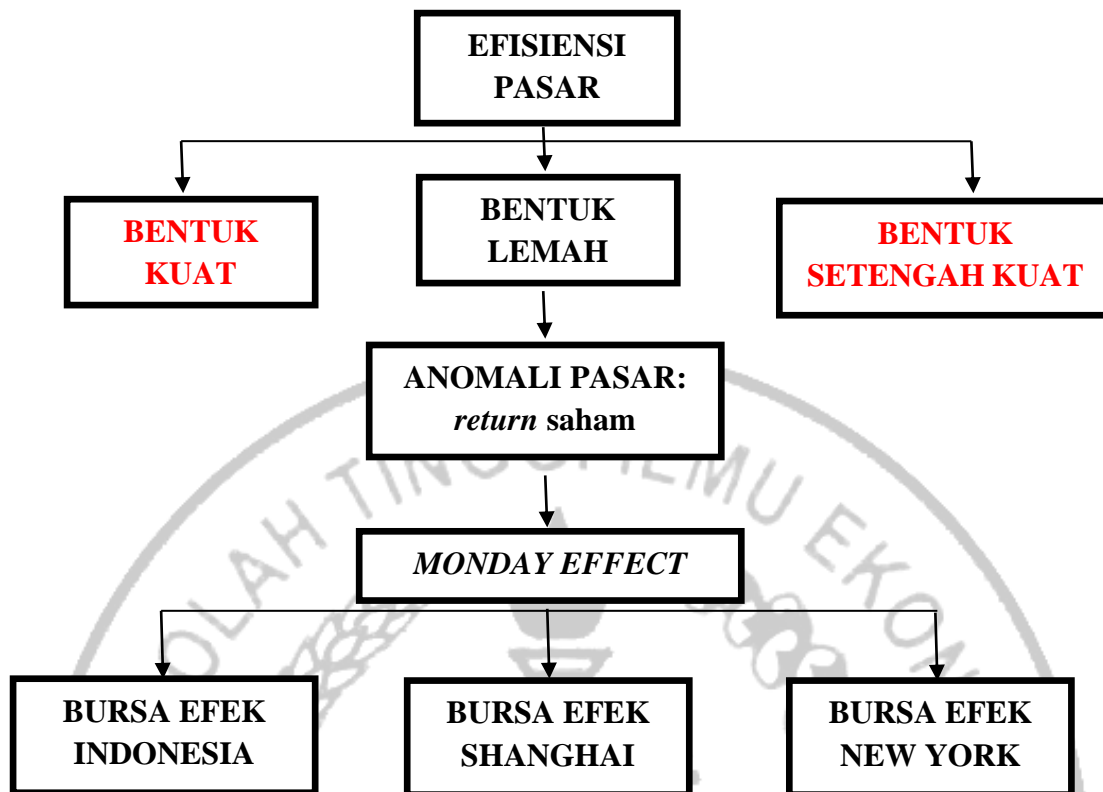 EFISIENSI
PASAR
BENTUK
KUAT
BENTUK
LEMAH
BENTUK
SETENGAH KUAT
ANOMALI PASAR:
return saham
MONDAY EFFECT
BURSA EFEK
INDONESIA
BURSA EFEK
SHANGHAI
BURSA EFEK
NEW YORK